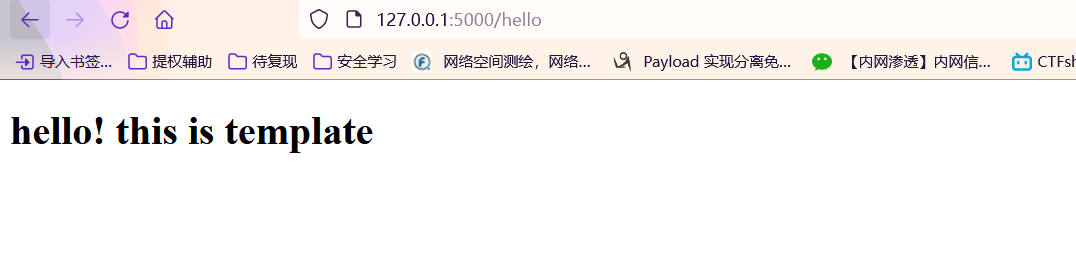 127.0.0.1:5000/hello
导入书签... 提权辅助 待复现 安全学习 网络空间测绘，网络... Payload 实现分离免... 【内网渗透】内网信... CTFsh
hello! this is template